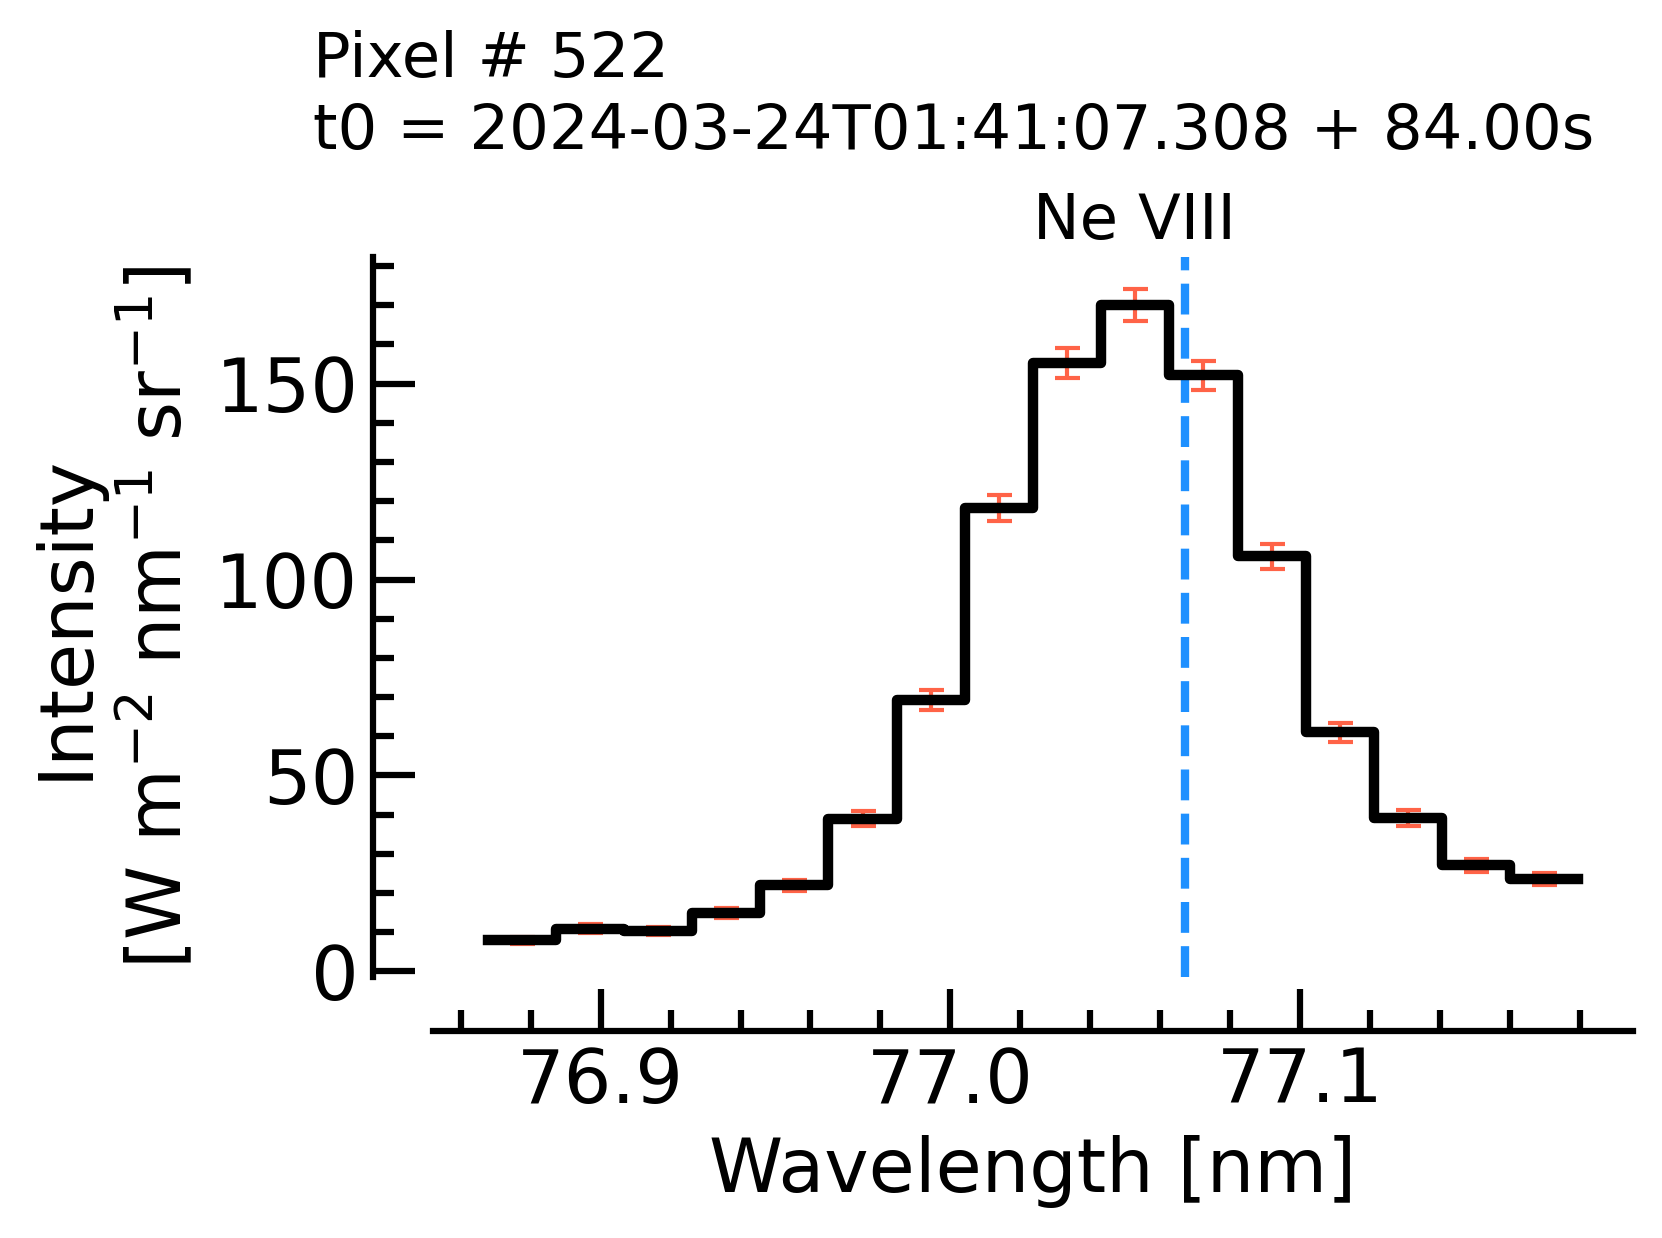 Pixel # 522
t0 = 2024-03-24T01:41:07.308 + 84.00s
Ne VIII
Intensity
[W m⁻² nm⁻¹ sr⁻¹]
150
100
50
0
76.9 77.0 77.1
Wavelength [nm]